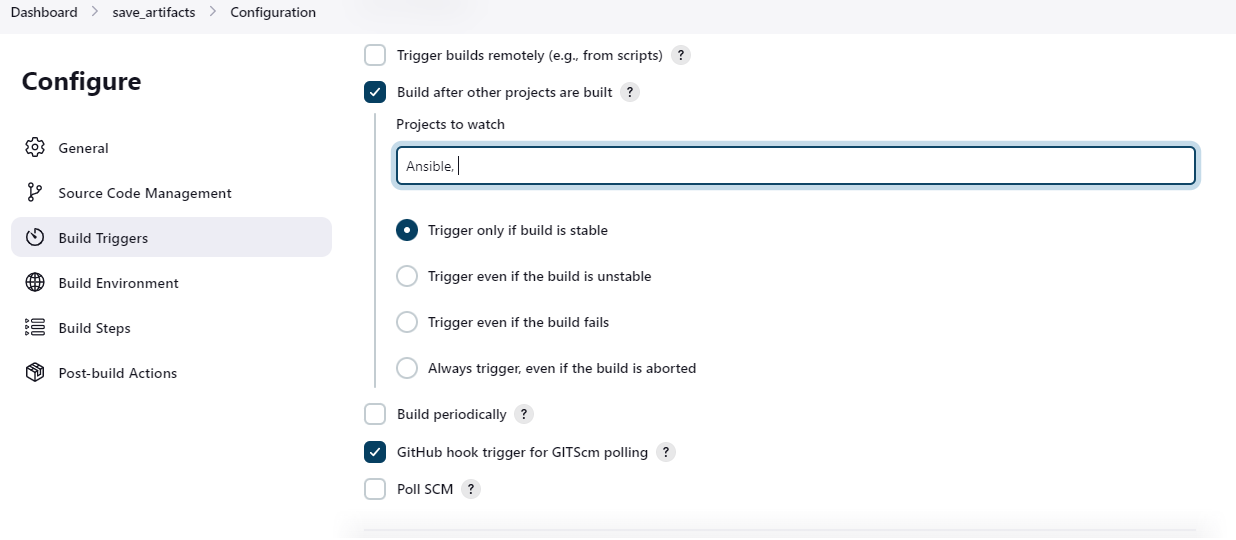 Dashboard > save_artifacts > Configuration
Configure
General
Source Code Management
Build Triggers
Build Environment
Build Steps
Post-build Actions
Trigger builds remotely (e.g., from scripts) ?
Build after other projects are built ?
Projects to watch
Ansible,
Trigger only if build is stable
Trigger even if the build is unstable
Trigger even if the build fails
Always trigger, even if the build is aborted
Build periodically ?
GitHub hook trigger for GITScm polling ?
Poll SCM ?